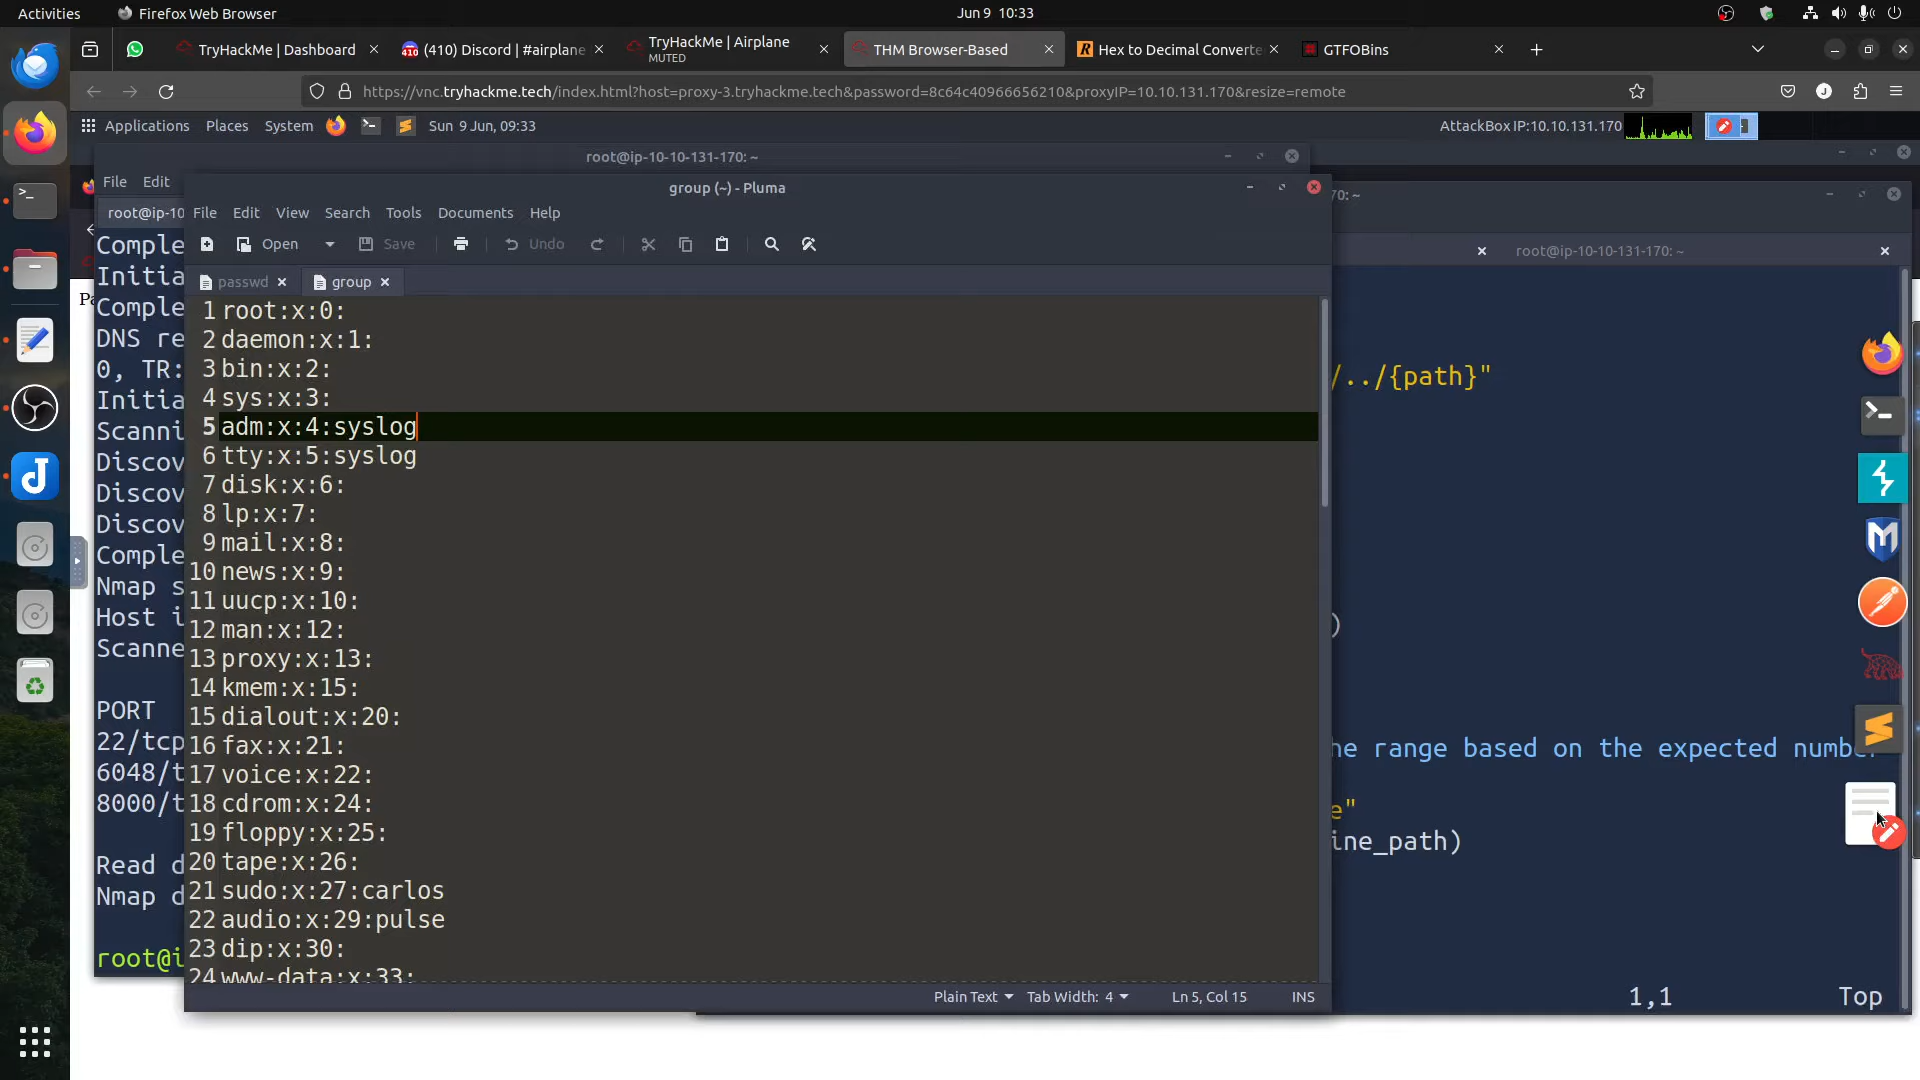 Activities Firefox Web Browser Jun 9 10:33
TryHackMe | Dashboard
(410) Discord | #airplane
TryHackMe | Airplane
MUTED
THM Browser-Based
Hex to Decimal Converte
GTFOBins
https://vnc.tryhackme.tech/index.html?host=proxy-3.tryhackme.tech&password=8c64c40966656210&proxyIP=10.10.131.170&resize=remote
Applications Places System Sun 9 Jun, 09:33 AttackBox IP:10.10.131.170
root@ip-10-10-131-170: ~
File Edit
root@ip-10
group (~) - Pluma
70: ~
File Edit View Search Tools Documents Help
Open Save Undo
root@ip-10-10-131-170: ~
passwd group
1 root:x:0:
2 daemon:x:1:
3 bin:x:2:
4 sys:x:3:
5 adm:x:4:syslog
6 tty:x:5:syslog
7 disk:x:6:
8 lp:x:7:
9 mail:x:8:
10 news:x:9:
11 uucp:x:10:
12 man:x:12:
13 proxy:x:13:
14 kmem:x:15:
15 dialout:x:20:
16 fax:x:21:
17 voice:x:22:
18 cdrom:x:24:
19 floppy:x:25:
20 tape:x:26:
21 sudo:x:27:carlos
22 audio:x:29:pulse
23 dip:x:30:
24 www-data:x:33:
Plain Text Tab Width: 4 Ln 5, Col 15 INS
Comple
Initia
Comple
DNS re
0, TR:
Initia
Scanni
Discov
Discov
Discov
Comple
Nmap s
Host i
Scanne
PORT
22/tcp
6048/t
8000/t
Read d
Nmap d
root@i
/../{path}"
)
he range based on the expected numbe
e"
ine_path)
1,1 Top